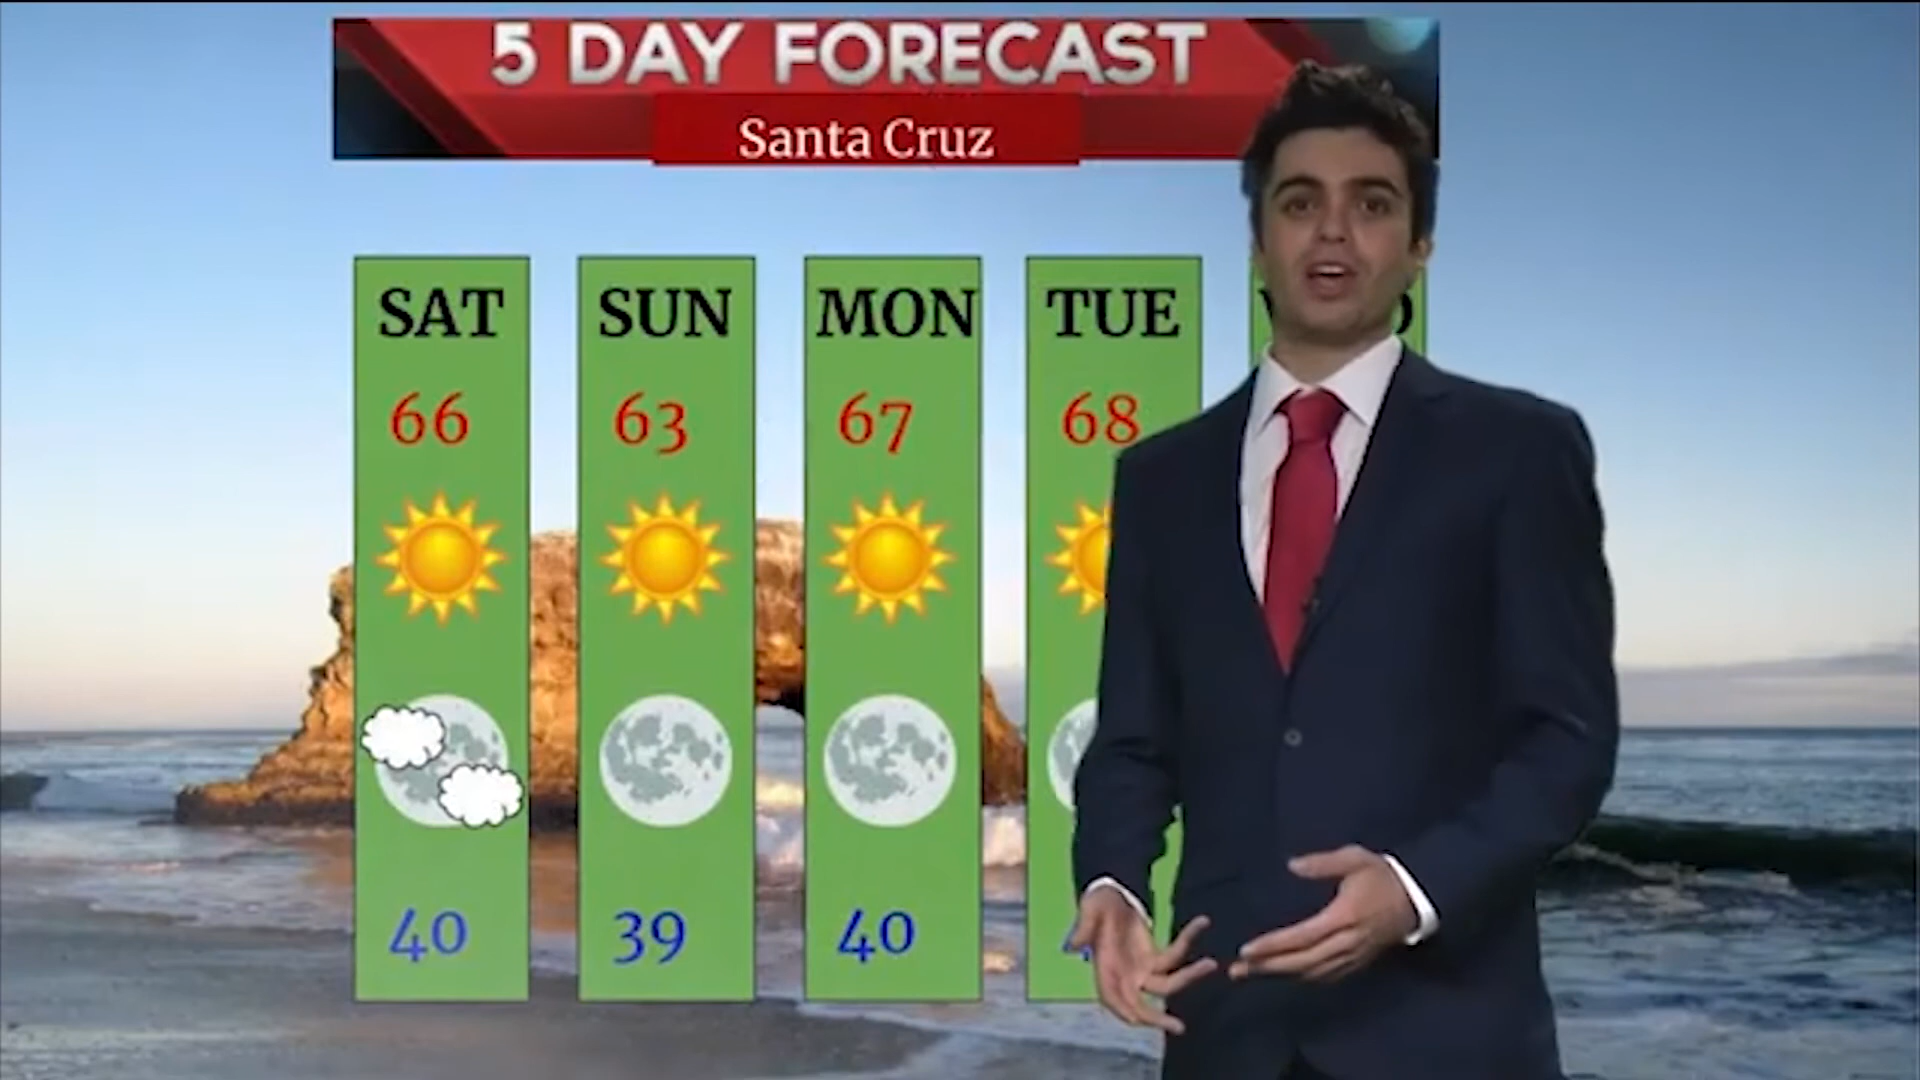 5 DAY FORECAST
Santa Cruz
SAT SUN MON TUE
66 63 67 68
40 39 40